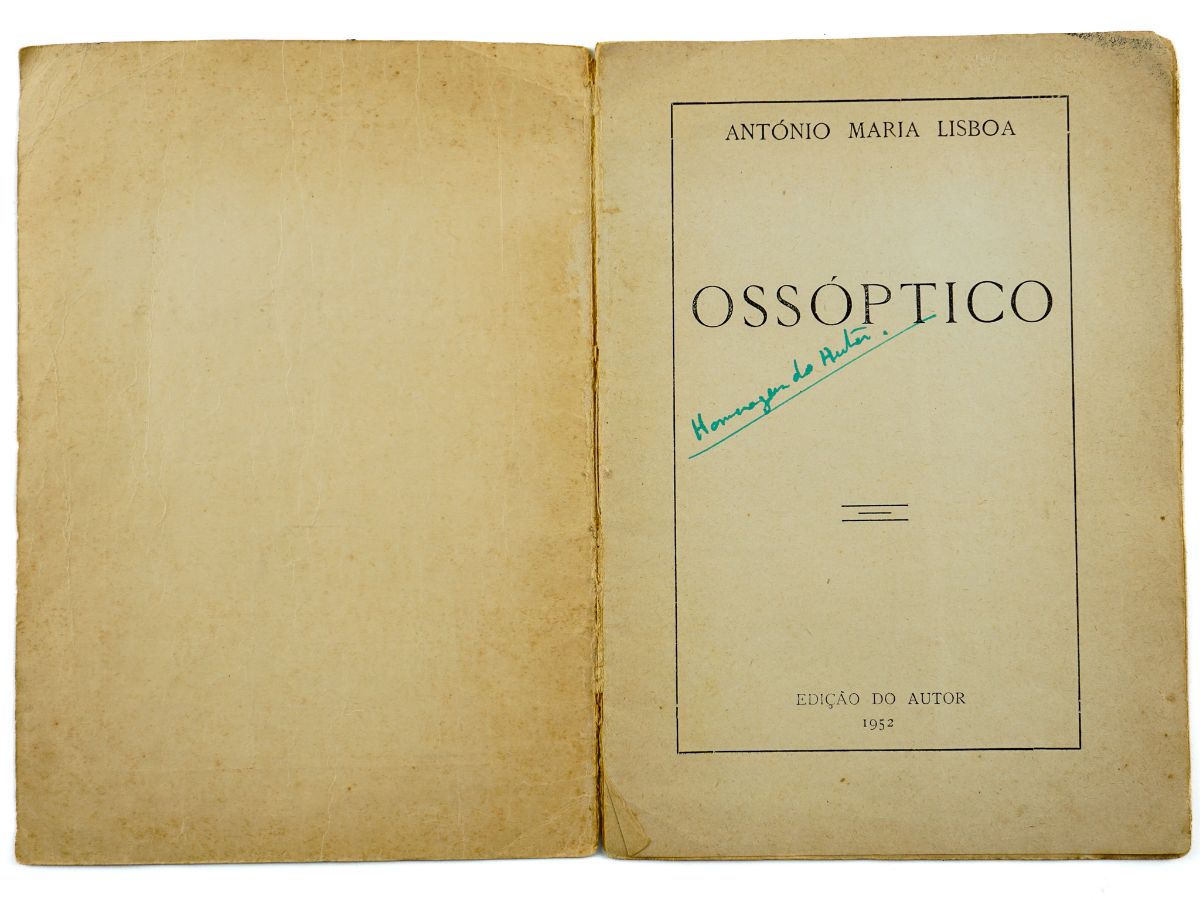 ANTÓNIO MARIA LISBOA
OSSÓPTICO
Homenagem do Autor.
EDIÇÃO DO AUTOR
1952